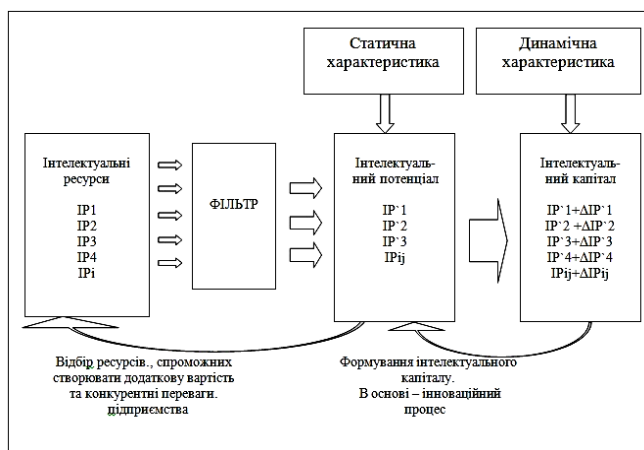 Статична
характеристика
Динамічна
характеристика
Інтелектуальні
ресурси
ІР1
ІР2
ІР3
ІР4
ІРі
ФІЛЬТР
Інтелектуаль-
ний потенціал
ІР`1
ІР`2
ІР`3
ІРij
Інтелектуаль-
ний капітал
ІР`1+ΔІР`1
ІР`2 +ΔІР`2
ІР`3+ΔІР`3
ІР`4+ΔІР`4
ІРij+ΔІРij
Відбір ресурсів., спроможних
створювати додаткову вартість
та конкурентні переваги.
цідприємства
Формування інтелектуального
капіталу.
В основі – інноваційний
процес